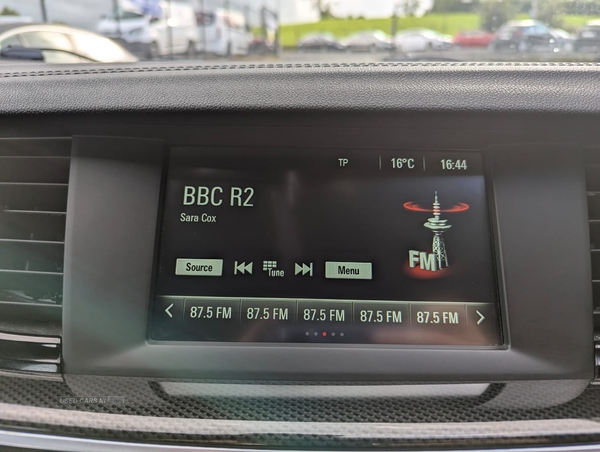 TP 16°C 16:44
BBC R2
Sara Cox
FM
Source Tune Menu
87.5 FM 87.5 FM 87.5 FM 87.5 FM 87.5 FM